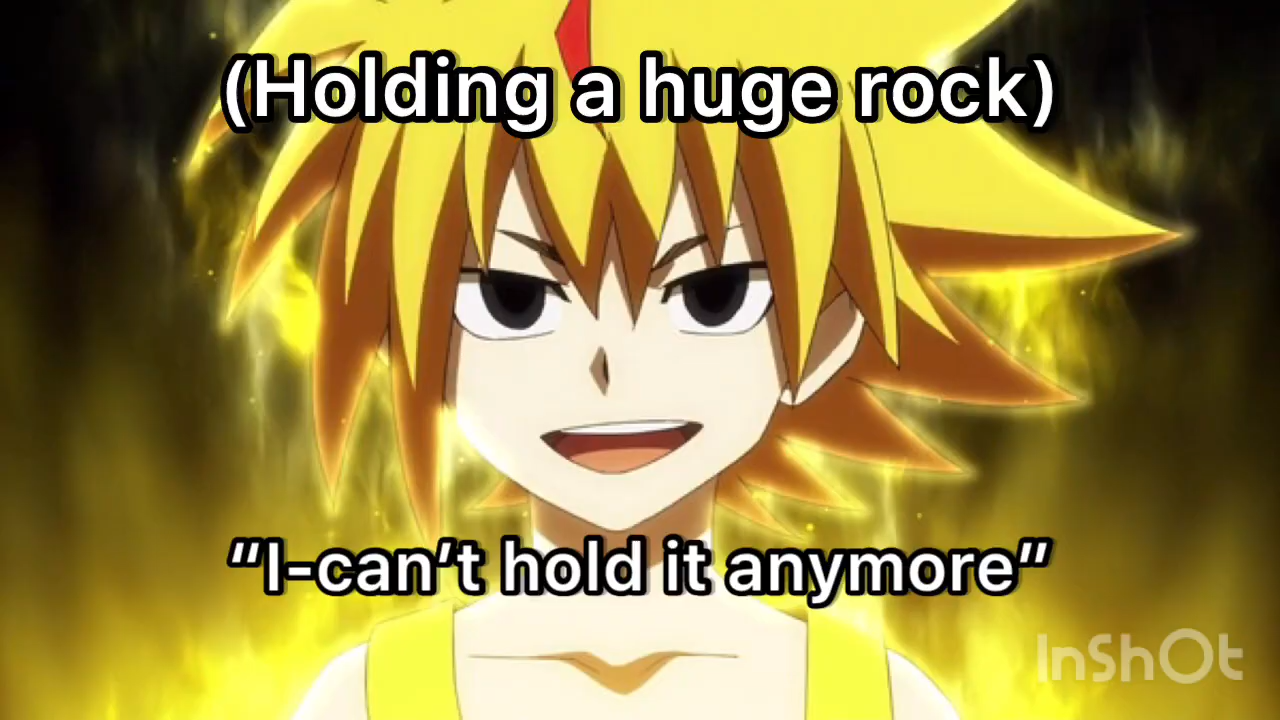 (Holding a huge rock)
“I-can’t hold it anymore”
InShOt